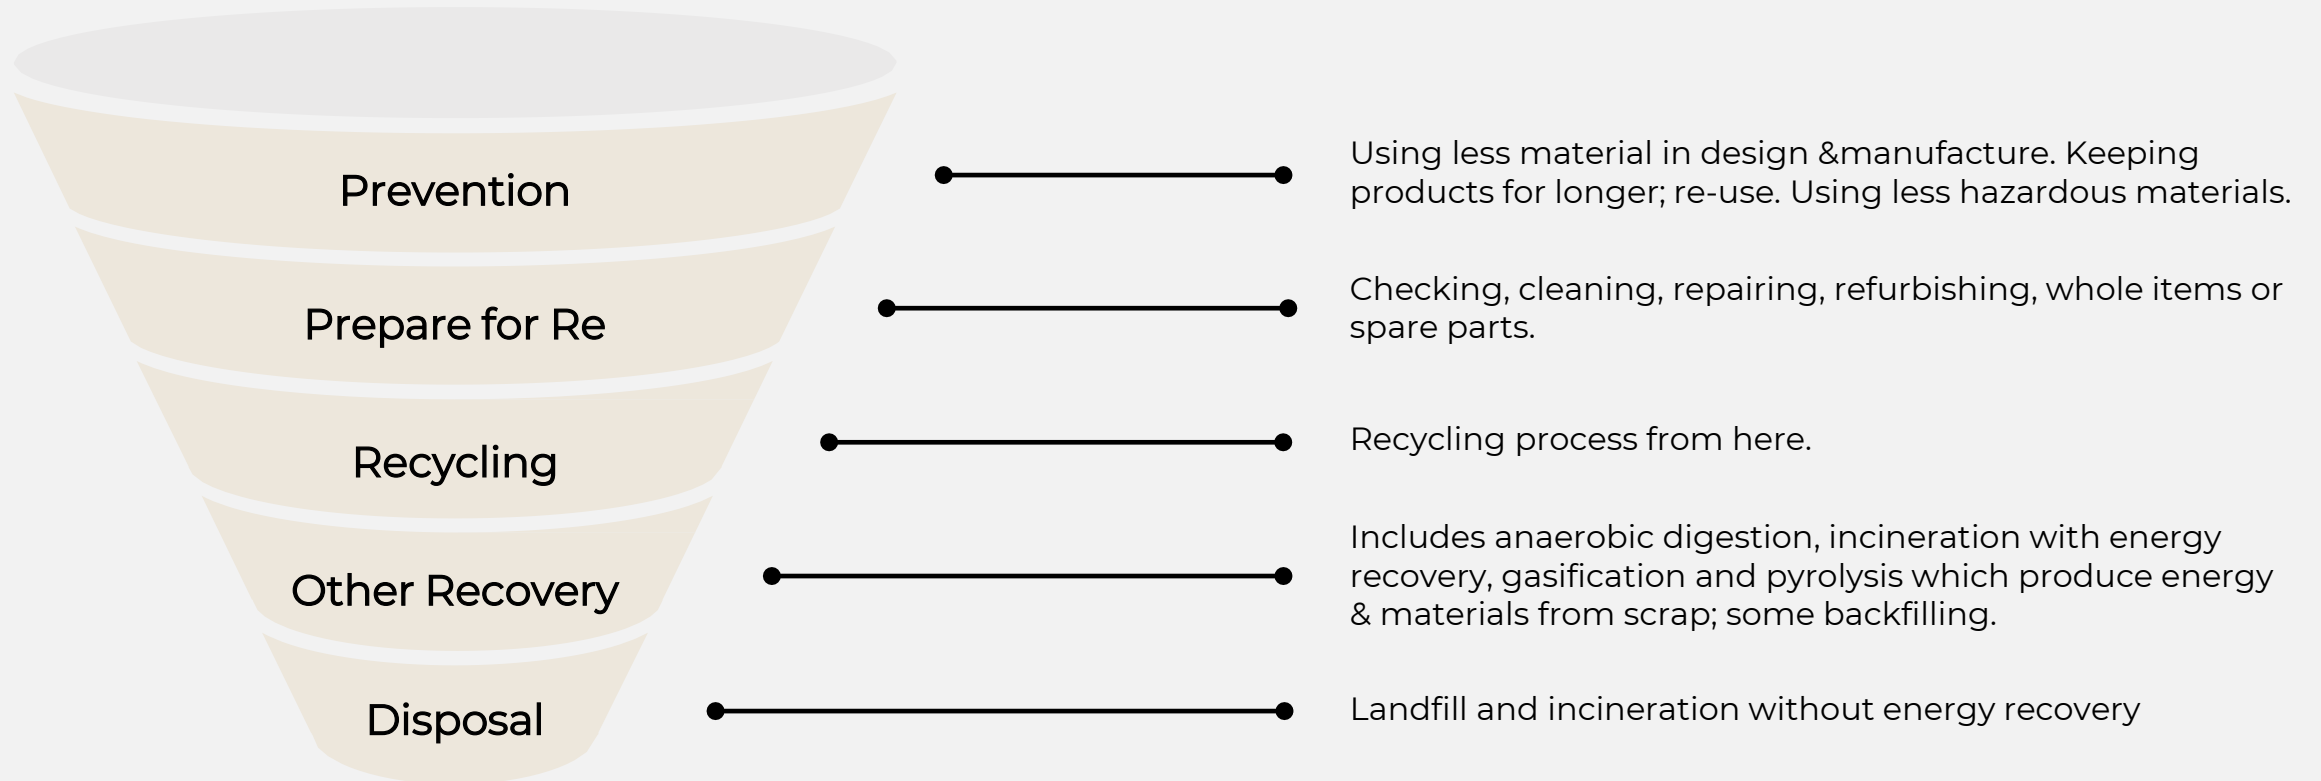 Prevention
Using less material in design &manufacture. Keeping
products for longer; re-use. Using less hazardous materials.
Prepare for Re
Checking, cleaning, repairing, refurbishing, whole items or
spare parts.
Recycling
Recycling process from here.
Other Recovery
Includes anaerobic digestion, incineration with energy
recovery, gasification and pyrolysis which produce energy
& materials from scrap; some backfilling.
Disposal
Landfill and incineration without energy recovery